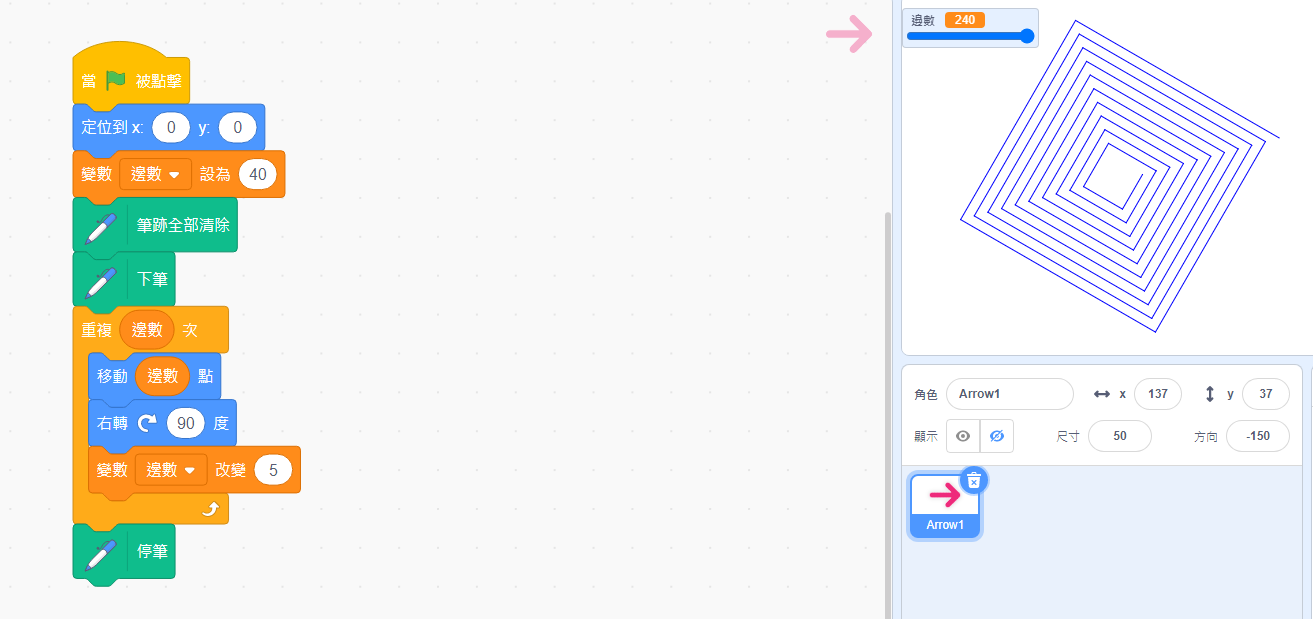 當 被點擊
定位到 x: 0 y: 0
變數 邊數 設為 40
筆跡全部清除
下筆
重複 邊數 次
移動 邊數 點
右轉 90 度
變數 邊數 改變 5
停筆
邊數 240
角色 Arrow1 x 137 y 37
顯示 尺寸 50 方向 -150
Arrow1